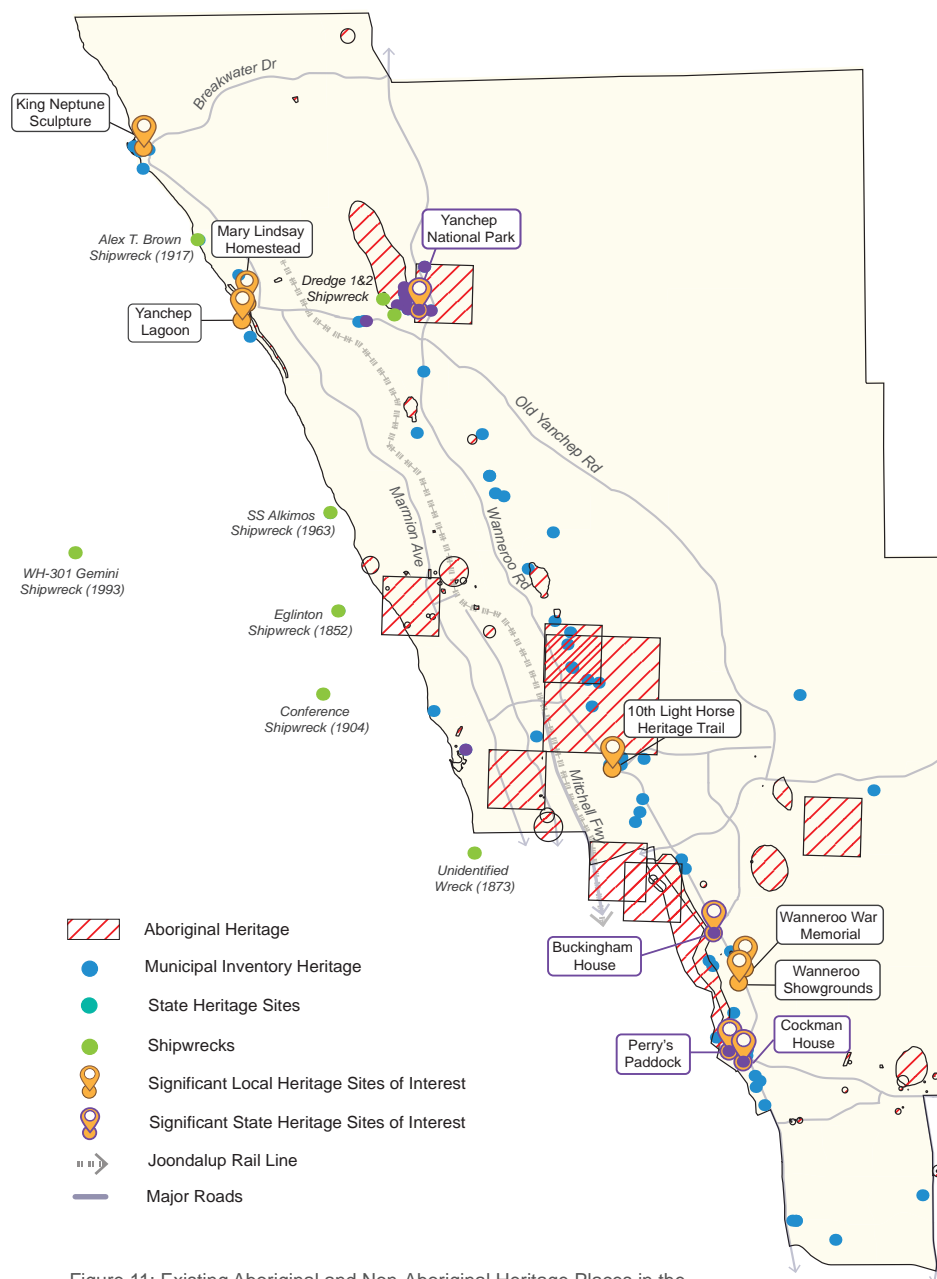 Breakwater Dr
King Neptune
Sculpture
Alex T. Brown
Shipwreck (1917)
Mary Lindsay
Homestead
Yanchep
National Park
Dredge 1&2
Shipwreck
Yanchep
Lagoon
Old Yanchep Rd
Marmion Ave
Wanneroo Rd
SS Alkimos
Shipwreck (1963)
WH-301 Gemini
Shipwreck (1993)
Eglinton
Shipwreck (1852)
Conference
Shipwreck (1904)
10th Light Horse
Heritage Trail
Mitchell Fwy
Unidentified
Wreck (1873)
Buckingham
House
Wanneroo War
Memorial
Wanneroo
Showgrounds
Perry's
Paddock
Cockman
House
Aboriginal Heritage
Municipal Inventory Heritage
State Heritage Sites
Shipwrecks
Significant Local Heritage Sites of Interest
Significant State Heritage Sites of Interest
Joondalup Rail Line
Major Roads
Figure 11: Existing Aboriginal and Non-Aboriginal Heritage Places in the